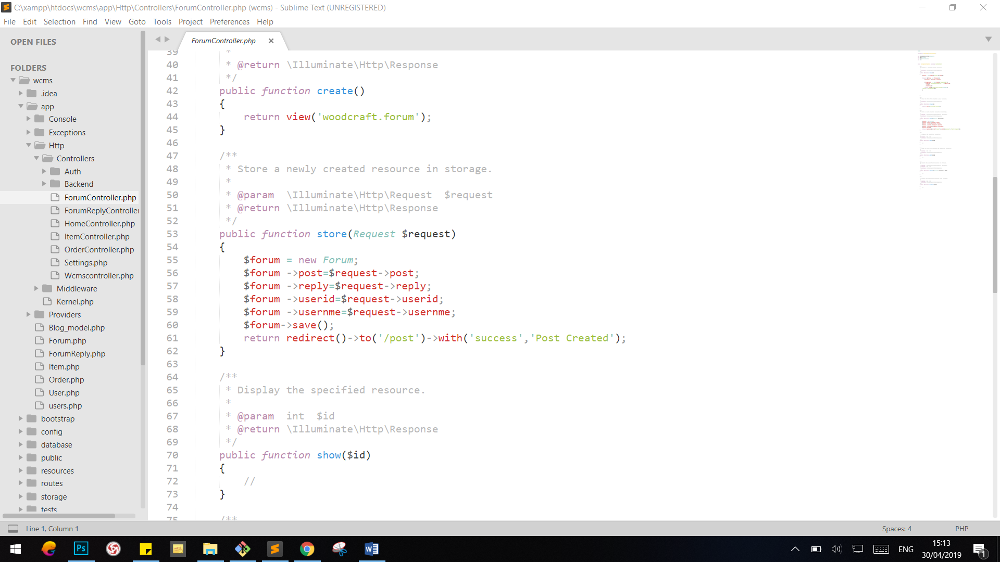 C:\xampp\htdocs\wcms\app\Http\Controllers\ForumController.php (wcms) - Sublime Text (UNREGISTERED)
File Edit Selection Find View Goto Tools Project Preferences Help
OPEN FILES
FOLDERS
wcms
.idea
app
Console
Exceptions
Http
Controllers
Auth
Backend
ForumController.php
ForumReplyController
HomeController.php
ItemController.php
OrderController.php
Settings.php
Wcmscontroller.php
Middleware
Kernel.php
Providers
Blog_model.php
Forum.php
ForumReply.php
Item.php
Order.php
User.php
users.php
bootstrap
config
database
public
resources
routes
storage
tests
ForumController.php
39 *
40 * @return \Illuminate\Http\Response
41 */
42 public function create()
43 {
44 return view('woodcraft.forum');
45 }
46
47 /**
48 * Store a newly created resource in storage.
49 *
50 * @param \Illuminate\Http\Request $request
51 * @return \Illuminate\Http\Response
52 */
53 public function store(Request $request)
54 {
55 $forum = new Forum;
56 $forum ->post=$request->post;
57 $forum ->reply=$request->reply;
58 $forum ->userid=$request->userid;
59 $forum ->usernme=$request->usernme;
60 $forum->save();
61 return redirect()->to('/post')->with('success','Post Created');
62 }
63
64 /**
65 * Display the specified resource.
66 *
67 * @param int $id
68 * @return \Illuminate\Http\Response
69 */
70 public function show($id)
71 {
72 //
73 }
74
75 /**
Line 1, Column 1
Spaces: 4
PHP
Ps
ENG
15:13
30/04/2019
1